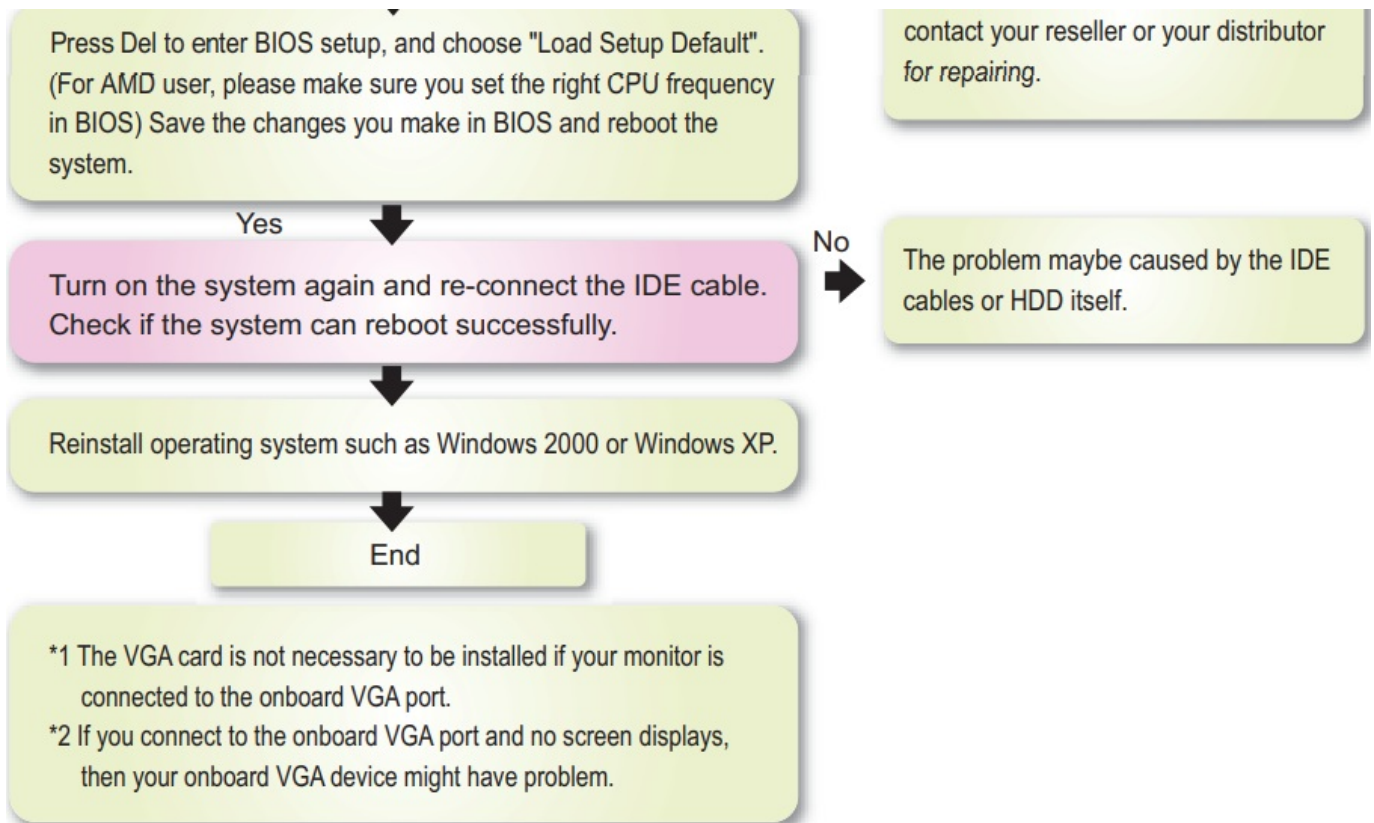 Press Del to enter BIOS setup, and choose "Load Setup Default".
(For AMD user, please make sure you set the right CPU frequency
in BIOS) Save the changes you make in BIOS and reboot the
system.
contact your reseller or your distributor
for repairing.
Yes
Turn on the system again and re-connect the IDE cable.
Check if the system can reboot successfully.
No
The problem maybe caused by the IDE
cables or HDD itself.
Reinstall operating system such as Windows 2000 or Windows XP.
End
*1 The VGA card is not necessary to be installed if your monitor is
connected to the onboard VGA port.
*2 If you connect to the onboard VGA port and no screen displays,
then your onboard VGA device might have problem.